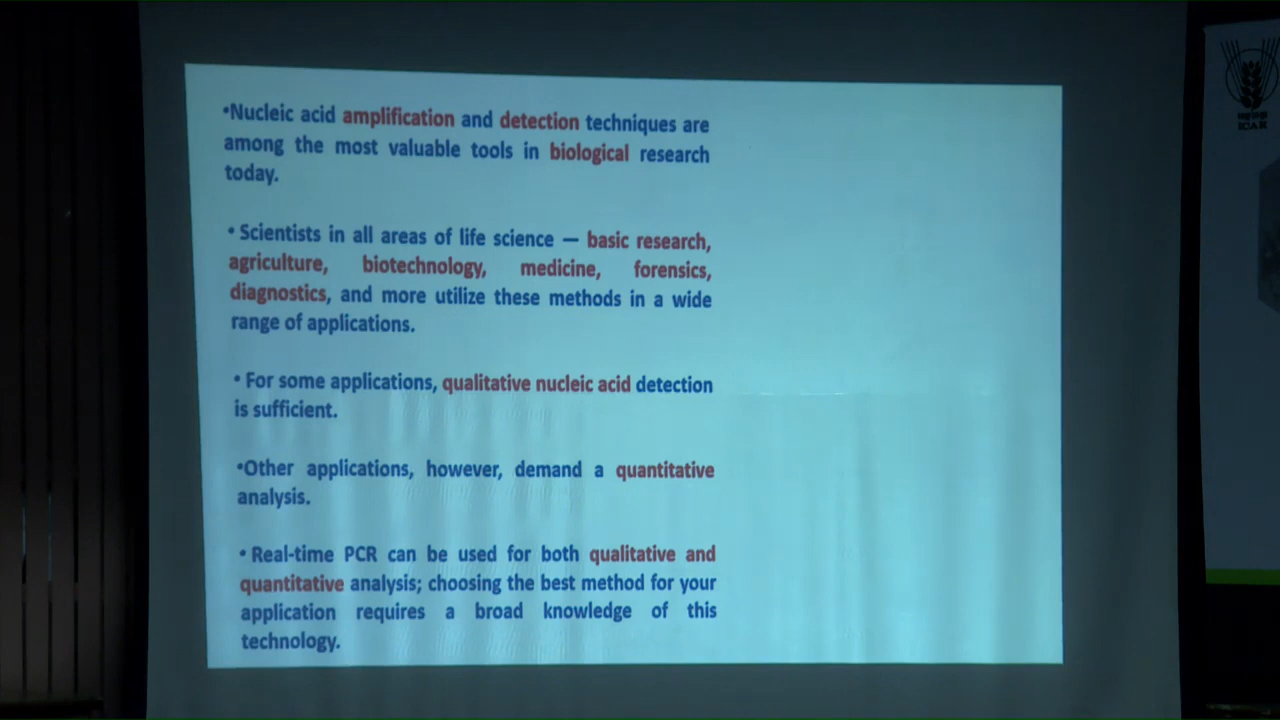 •Nucleic acid amplification and detection techniques are
among the most valuable tools in biological research
today.
• Scientists in all areas of life science — basic research,
agriculture, biotechnology, medicine, forensics,
diagnostics, and more utilize these methods in a wide
range of applications.
• For some applications, qualitative nucleic acid detection
is sufficient.
•Other applications, however, demand a quantitative
analysis.
• Real-time PCR can be used for both qualitative and
quantitative analysis; choosing the best method for your
application requires a broad knowledge of this
technology.
ICAR